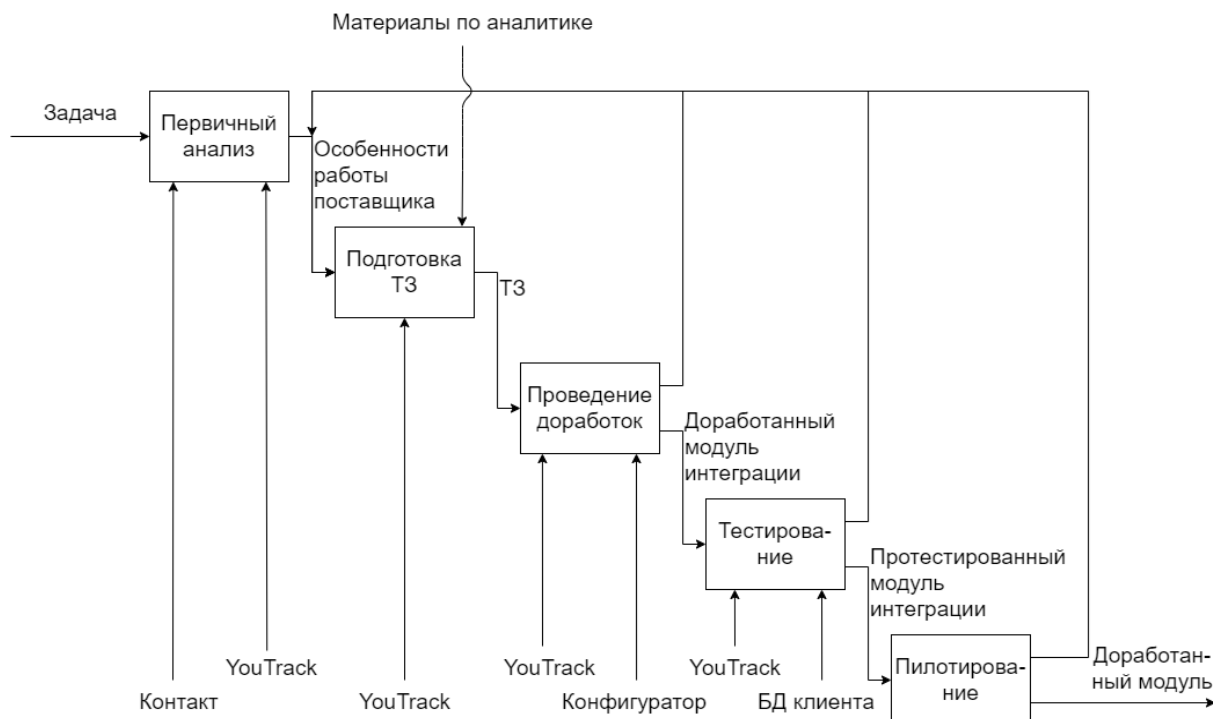 Материалы по аналитике
Задача
Первичный
анализ
Особенности
работы
поставщика
Подготовка
ТЗ
ТЗ
Проведение
доработок
Доработанный
модуль
интеграции
Тестирова-
ние
Протестированный
модуль
интеграции
Пилотирова-
ние
Доработан-
ный модуль
YouTrack
YouTrack
YouTrack
Контакт
YouTrack
Конфигуратор
БД клиента